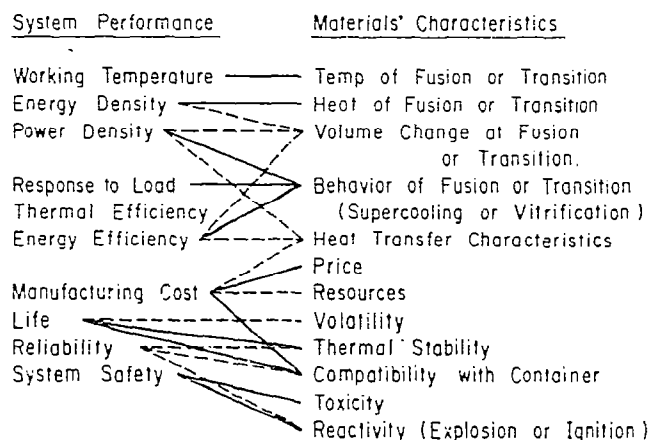 System Performance
Materials' Characteristics
Working Temperature
Temp of Fusion or Transition
Energy Density
Heat of Fusion or Transition
Power Density
Volume Change at Fusion
or Transition.
Response to Load
Behavior of Fusion or Transition
Thermal Efficiency
(Supercooling or Vitrification)
Energy Efficiency
Heat Transfer Characteristics
Price
Manufacturing Cost
Resources
Life
Volatility
Reliability
Thermal Stability
System Safety
Compatibility with Container
Toxicity
Reactivity (Explosion or Ignition)